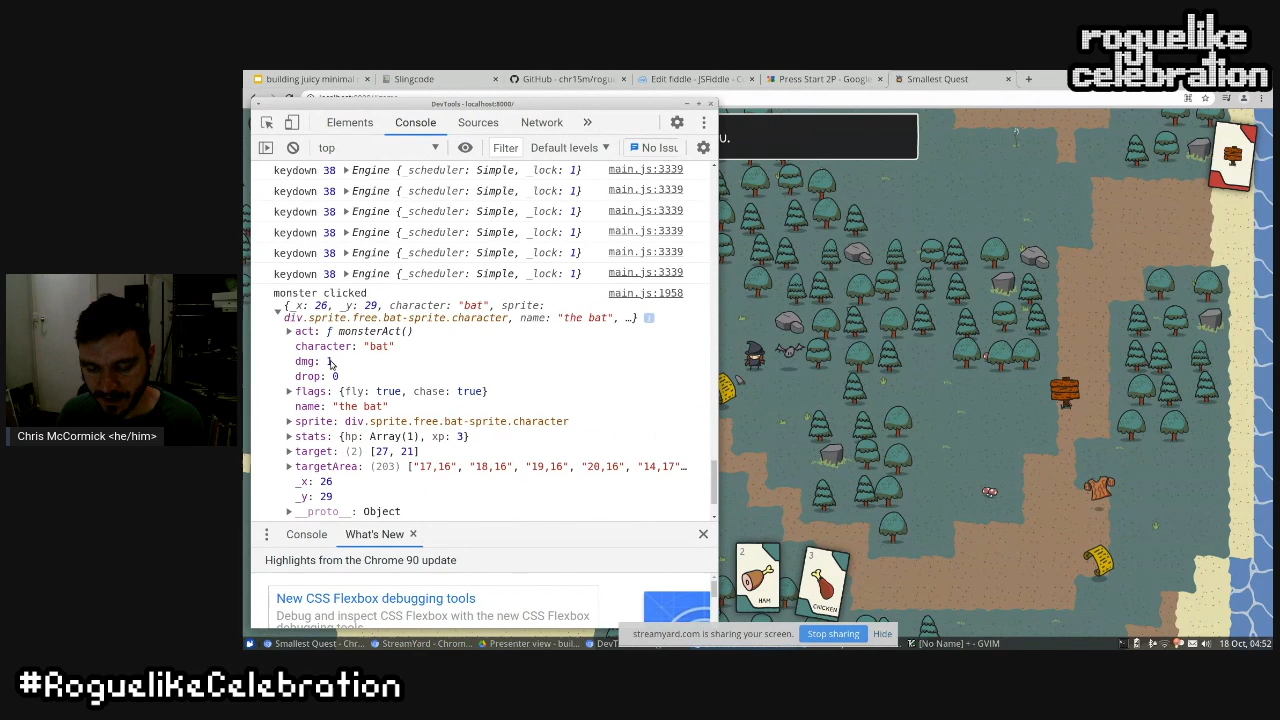 roguelike
celebration
building juicy minimal
Slingcode
GitHub - chr15m/rogu
Edit fiddle - JSFiddle - C
Press Start 2P - Google
Smallest Quest
DevTools - localhost:8000/
Elements
Console
Sources
Network
top
Filter
Default levels
No Issu
keydown 38 Engine {_scheduler: Simple, _lock: 1}
main.js:3339
keydown 38 Engine {_scheduler: Simple, _lock: 1}
main.js:3339
keydown 38 Engine {_scheduler: Simple, _lock: 1}
main.js:3339
keydown 38 Engine {_scheduler: Simple, _lock: 1}
main.js:3339
keydown 38 Engine {_scheduler: Simple, _lock: 1}
main.js:3339
keydown 38 Engine {_scheduler: Simple, _lock: 1}
main.js:3339
monster clicked
main.js:1958
{_x: 26, _y: 29, character: "bat", sprite:
div.sprite.free.bat-sprite.character, name: "the bat", …}
act: ƒ monsterAct()
character: "bat"
dmg: 1
drop: 0
flags: {fly: true, chase: true}
name: "the bat"
sprite: div.sprite.free.bat-sprite.character
stats: {hp: Array(1), xp: 3}
target: (2) [27, 21]
targetArea: (203) ["17,16", "18,16", "19,16", "20,16", "14,17"…
_x: 26
_y: 29
__proto__: Object
Console
What's New
Highlights from the Chrome 90 update
New CSS Flexbox debugging tools
Debug and inspect CSS Flexbox with the new CSS Flexbox
debugging tools
U.
2
HAM
3
CHICKEN
streamyard.com is sharing your screen.
Stop sharing
Hide
Smallest Quest - Chr...
StreamYard - Chrom...
Presenter view - buil...
[No Name] + - GVIM
18 Oct, 04:52
Chris McCormick <he/him>
#RoguelikeCelebration